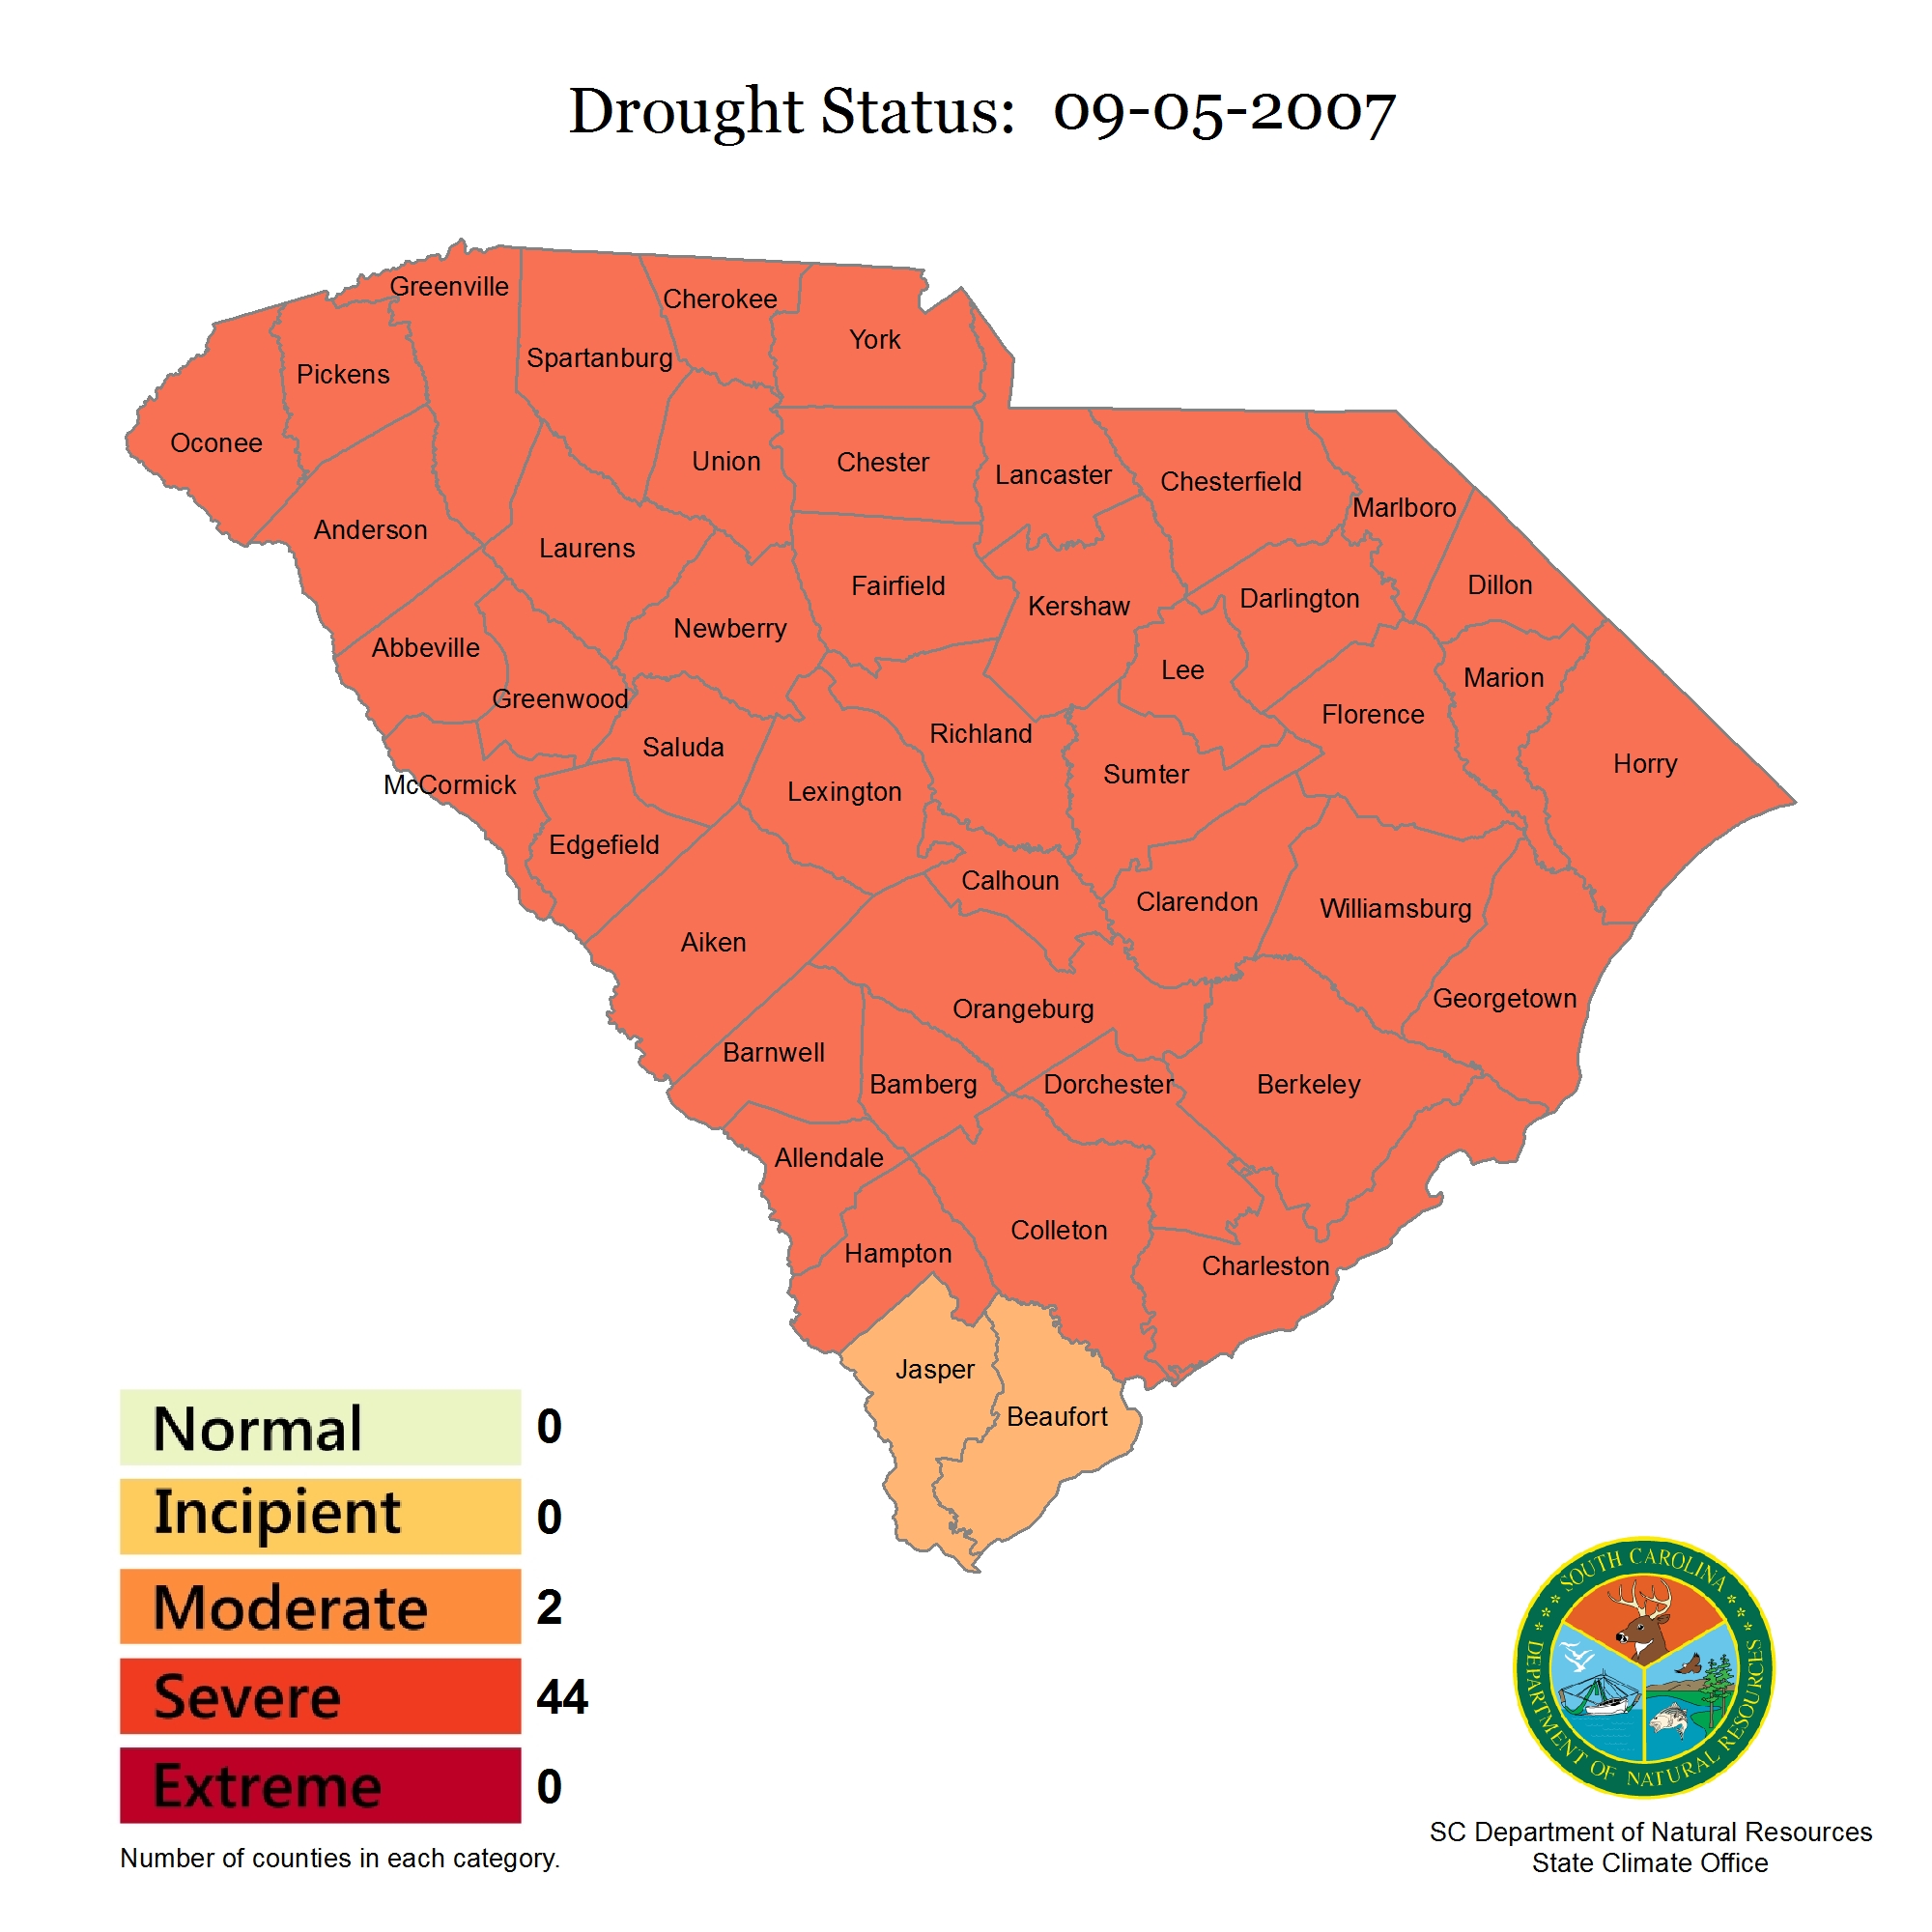 Drought Status: 09-05-2007
Greenville
Cherokee
York
Spartanburg
Pickens
Oconee
Union
Chester
Lancaster
Chesterfield
Marlboro
Anderson
Laurens
Fairfield
Dillon
Darlington
Kershaw
Newberry
Abbeville
Lee
Marion
Greenwood
Florence
Richland
Saluda
Horry
Sumter
McCormick
Lexington
Edgefield
Calhoun
Clarendon
Williamsburg
Aiken
Georgetown
Orangeburg
Barnwell
Bamberg
Dorchester
Berkeley
Allendale
Colleton
Hampton
Charleston
Jasper
Beaufort
Normal 0
Incipient 0
Moderate 2
Severe 44
Extreme 0
Number of counties in each category.
SOUTH CAROLINA
DEPARTMENT OF NATURAL RESOURCES
SC Department of Natural Resources
State Climate Office